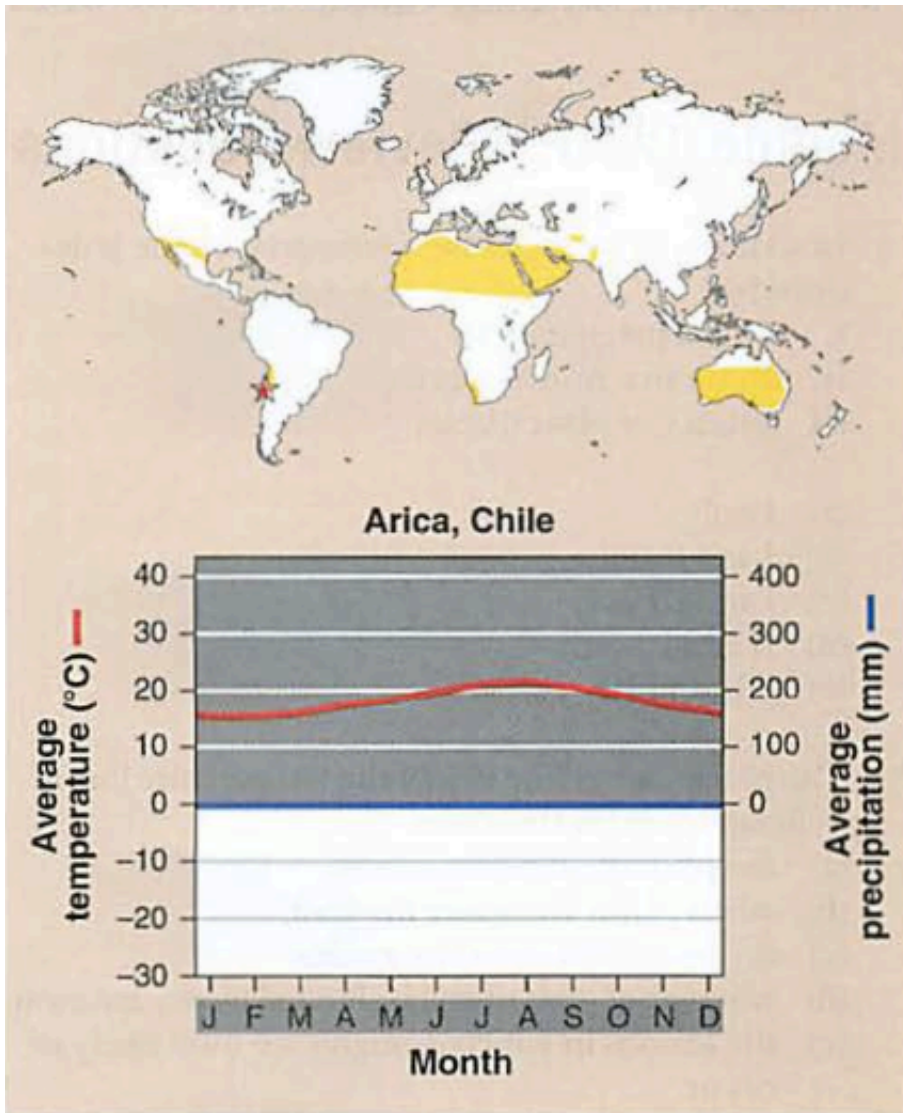 Arica, Chile
40
30
20
10
0
–10
–20
–30
Average
temperature (°C)
400
300
200
100
0
Average
precipitation (mm)
J F M A M J J A S O N D
Month